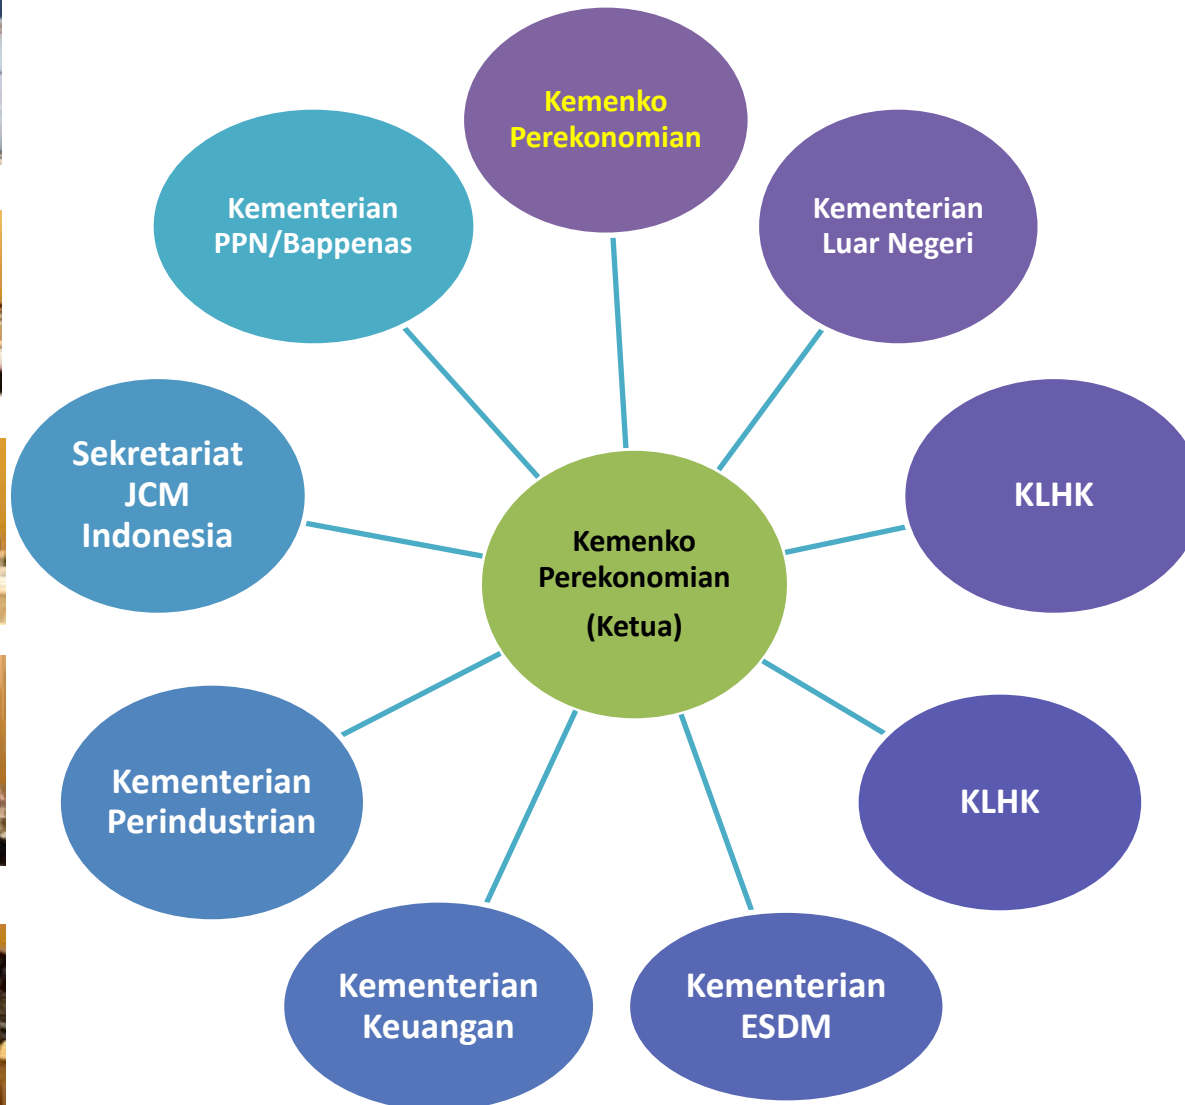 Kemenko
Perekonomian
Kementerian
PPN/Bappenas
Kementerian
Luar Negeri
Sekretariat
JCM
Indonesia
KLHK
Kemenko
Perekonomian
(Ketua)
Kementerian
Perindustrian
KLHK
Kementerian
Keuangan
Kementerian
ESDM